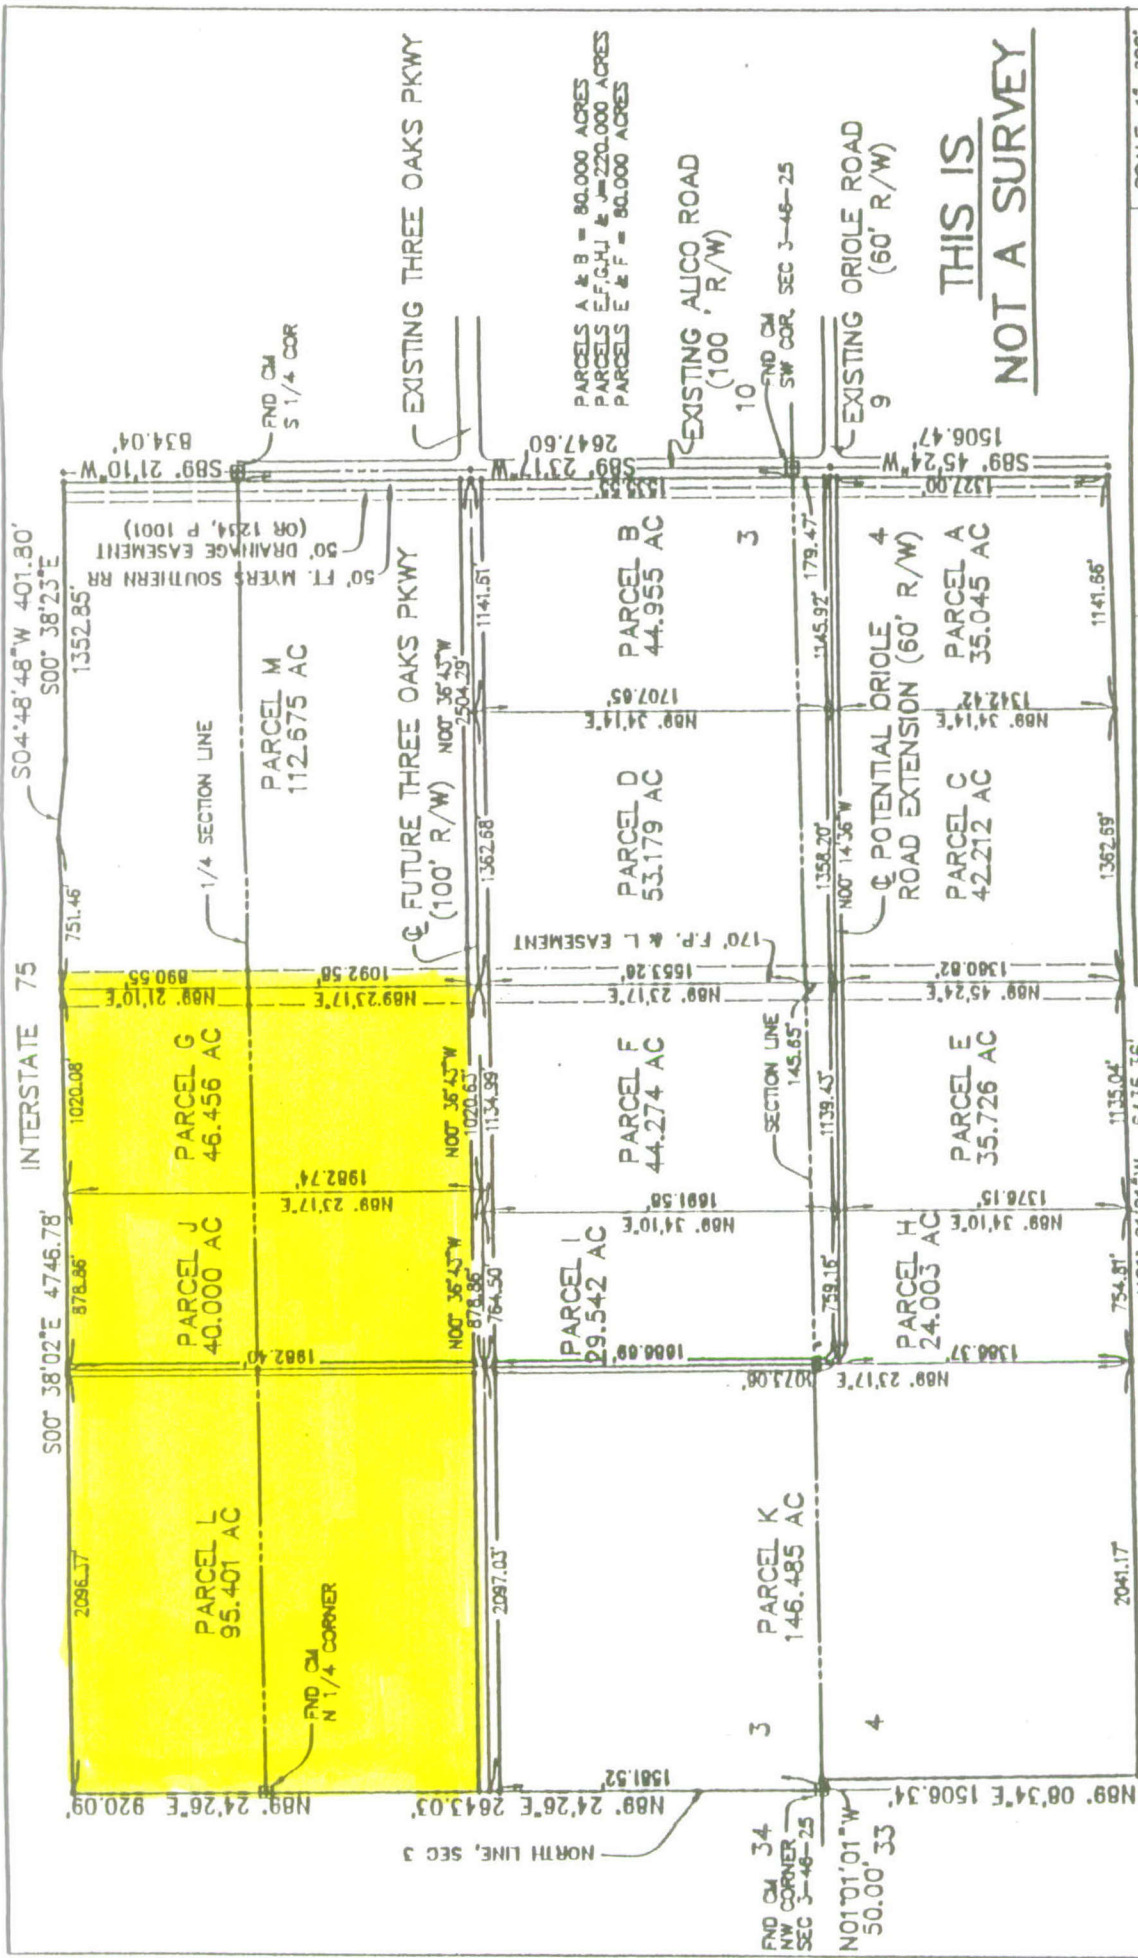 INTERSTATE 75
S04°48'48"W 401.80'
S00° 38'23"E
1352.85'
S00° 38'02"E 4746.78'
2096.37'
878.86'
1020.08'
751.46'
S89° 21'10"W
834.04'
FND CM
S 1/4 COR
50' DRAINAGE EASEMENT
(OR 1234, P 1001)
50' FT. MYERS SOUTHERN RR
1/4 SECTION LINE
PARCEL M
112.675 AC
PARCEL G
46.456 AC
PARCEL J
40.000 AC
PARCEL L
95.401 AC
FND CM
N 1/4 CORNER
N89° 24'26"E 920.09'
N89° 21'10"E
890.55'
N89°23'17"E
1092.58'
N89° 23'17"E
1982.74'
1982.40'
EXISTING THREE OAKS PKWY
℄ FUTURE THREE OAKS PKWY
(100' R/W)
N00° 36'43"W
2504.29'
N00° 36'43"W
1020.63'
N00° 36'43"W
878.86'
2097.03'
764.50'
1134.99'
1362.68'
1141.61'
PARCELS A & B = 80.000 ACRES
PARCELS E,F,G,H,I & J=220.000 ACRES
PARCELS E & F = 80.000 ACRES
S89° 23'17"W
2647.60'
EXISTING ALICO ROAD
(100' R/W)
10
FND CM
SW COR, SEC 3-46-25
PARCEL B
44.955 AC
3
PARCEL D
53.179 AC
170' F.P. & L. EASEMENT
PARCEL F
44.274 AC
PARCEL I
29.542 AC
N89° 34'14"E
1707.65'
N89° 23'17"E
1553.26'
N89° 34'10"E
1691.58'
1686.69'
3073.06'
SECTION LINE
145.65'
179.47'
1145.92'
1358.20'
1139.43'
759.16'
N00° 14'36"W
PARCEL K
146.485 AC
3
4
N89° 24'26"E 2643.03'
1581.52'
NORTH LINE, SEC 3
FND CM
NW CORNER
SEC 3-46-25
34
33
N01°01'01"W
50.00'
N89° 08'34"E 1506.34'
EXISTING ORIOLE ROAD
(60' R/W)
9
4
℄ POTENTIAL ORIOLE
ROAD EXTENSION (60' R/W)
PARCEL A
35.045 AC
PARCEL C
42.212 AC
PARCEL E
35.726 AC
PARCEL H
24.003 AC
S89° 45'24"W
1506.47'
1327.00'
N89° 34'14"E
1342.42'
N89° 45'24"E
1360.82'
N89° 34'10"E
1376.15'
N89° 23'17"E
1386.37'
1141.66'
1362.69'
1135.04'
754.81'
2041.17'
THIS IS
NOT A SURVEY